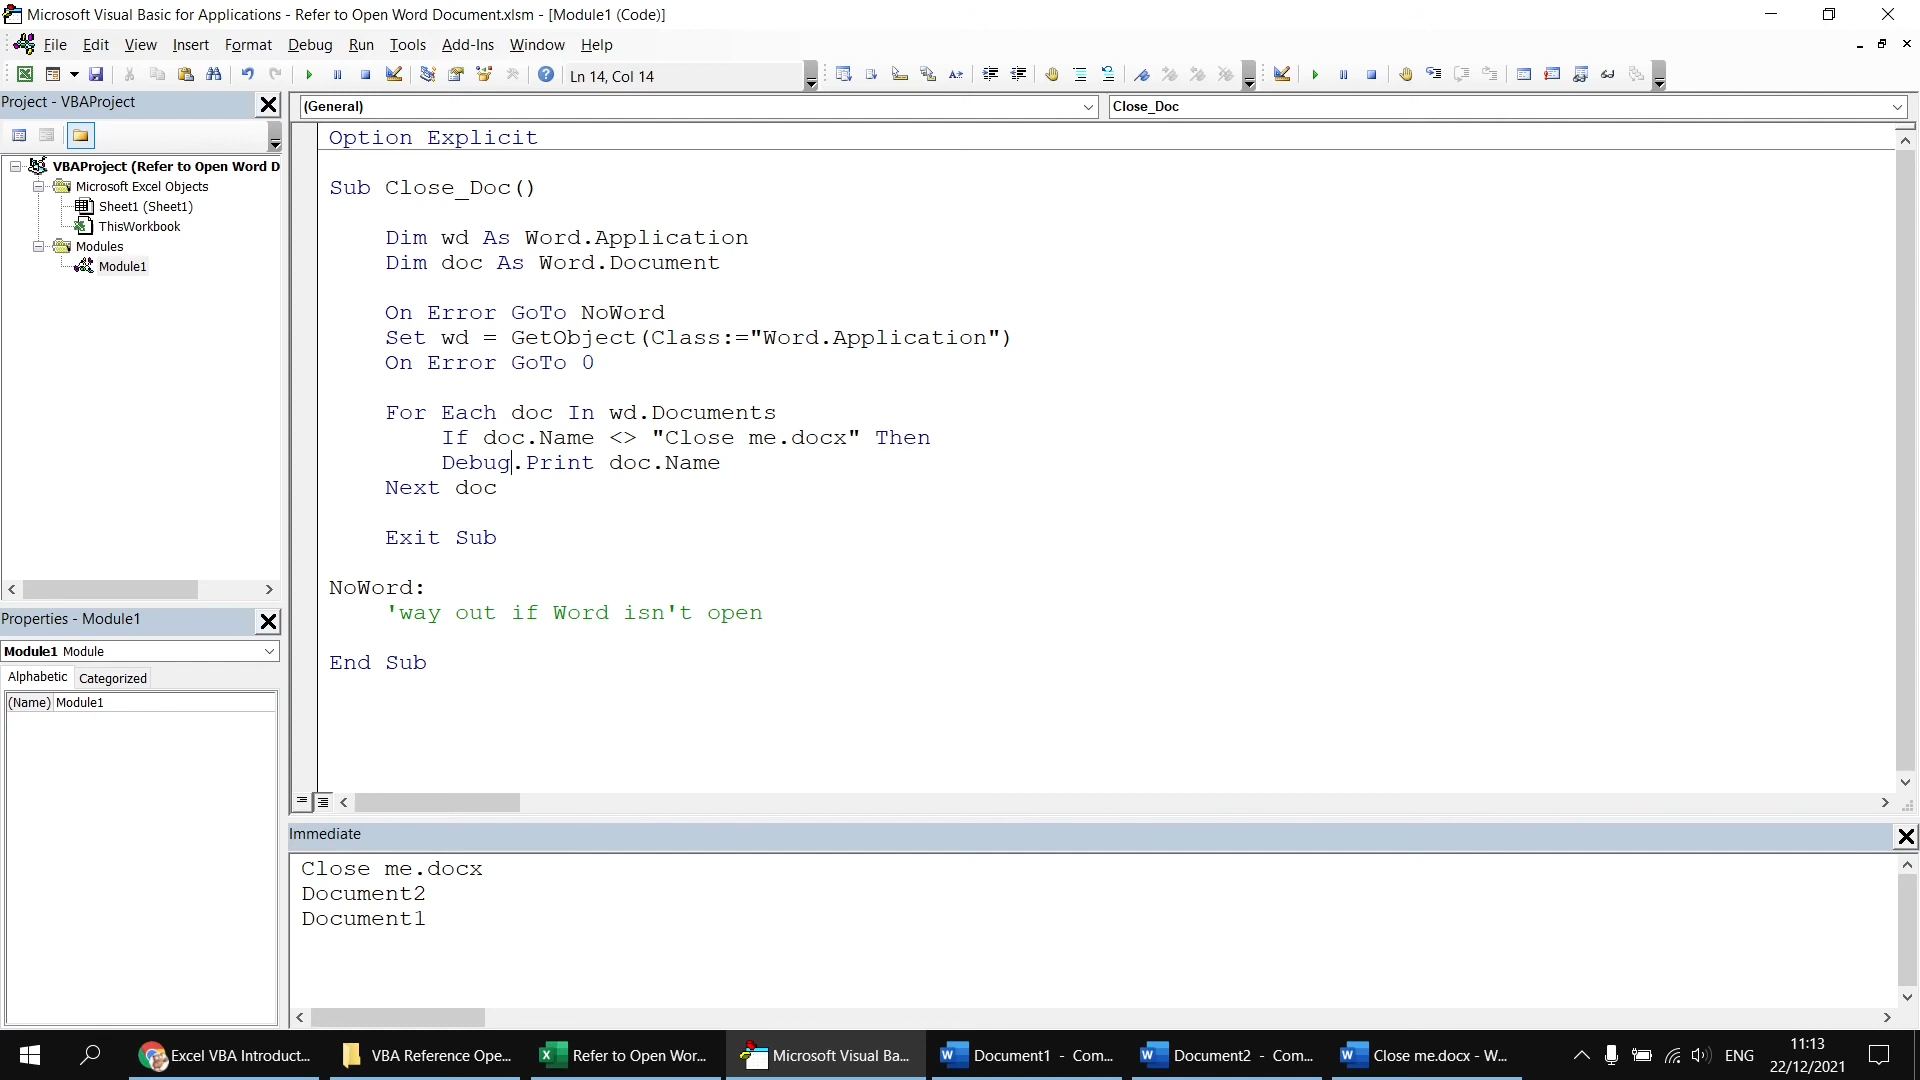 Microsoft Visual Basic for Applications - Refer to Open Word Document.xlsm - [Module1 (Code)]
File Edit View Insert Format Debug Run Tools Add-Ins Window Help
Ln 14, Col 14
Project - VBAProject
(General)
Close_Doc
VBAProject (Refer to Open Word D
Microsoft Excel Objects
Sheet1 (Sheet1)
ThisWorkbook
Modules
Module1
Option Explicit
Sub Close_Doc()
Dim wd As Word.Application
Dim doc As Word.Document
On Error GoTo NoWord
Set wd = GetObject(Class:="Word.Application")
On Error GoTo 0
For Each doc In wd.Documents
If doc.Name <> "Close me.docx" Then
Debug.Print doc.Name
Next doc
Exit Sub
NoWord:
'way out if Word isn't open
End Sub
Properties - Module1
Module1 Module
Alphabetic Categorized
(Name) Module1
Immediate
Close me.docx
Document2
Document1
Excel VBA Introduct...
VBA Reference Ope...
Refer to Open Wor...
Microsoft Visual Ba...
Document1 - Com...
Document2 - Com...
Close me.docx - W...
ENG
11:13
22/12/2021